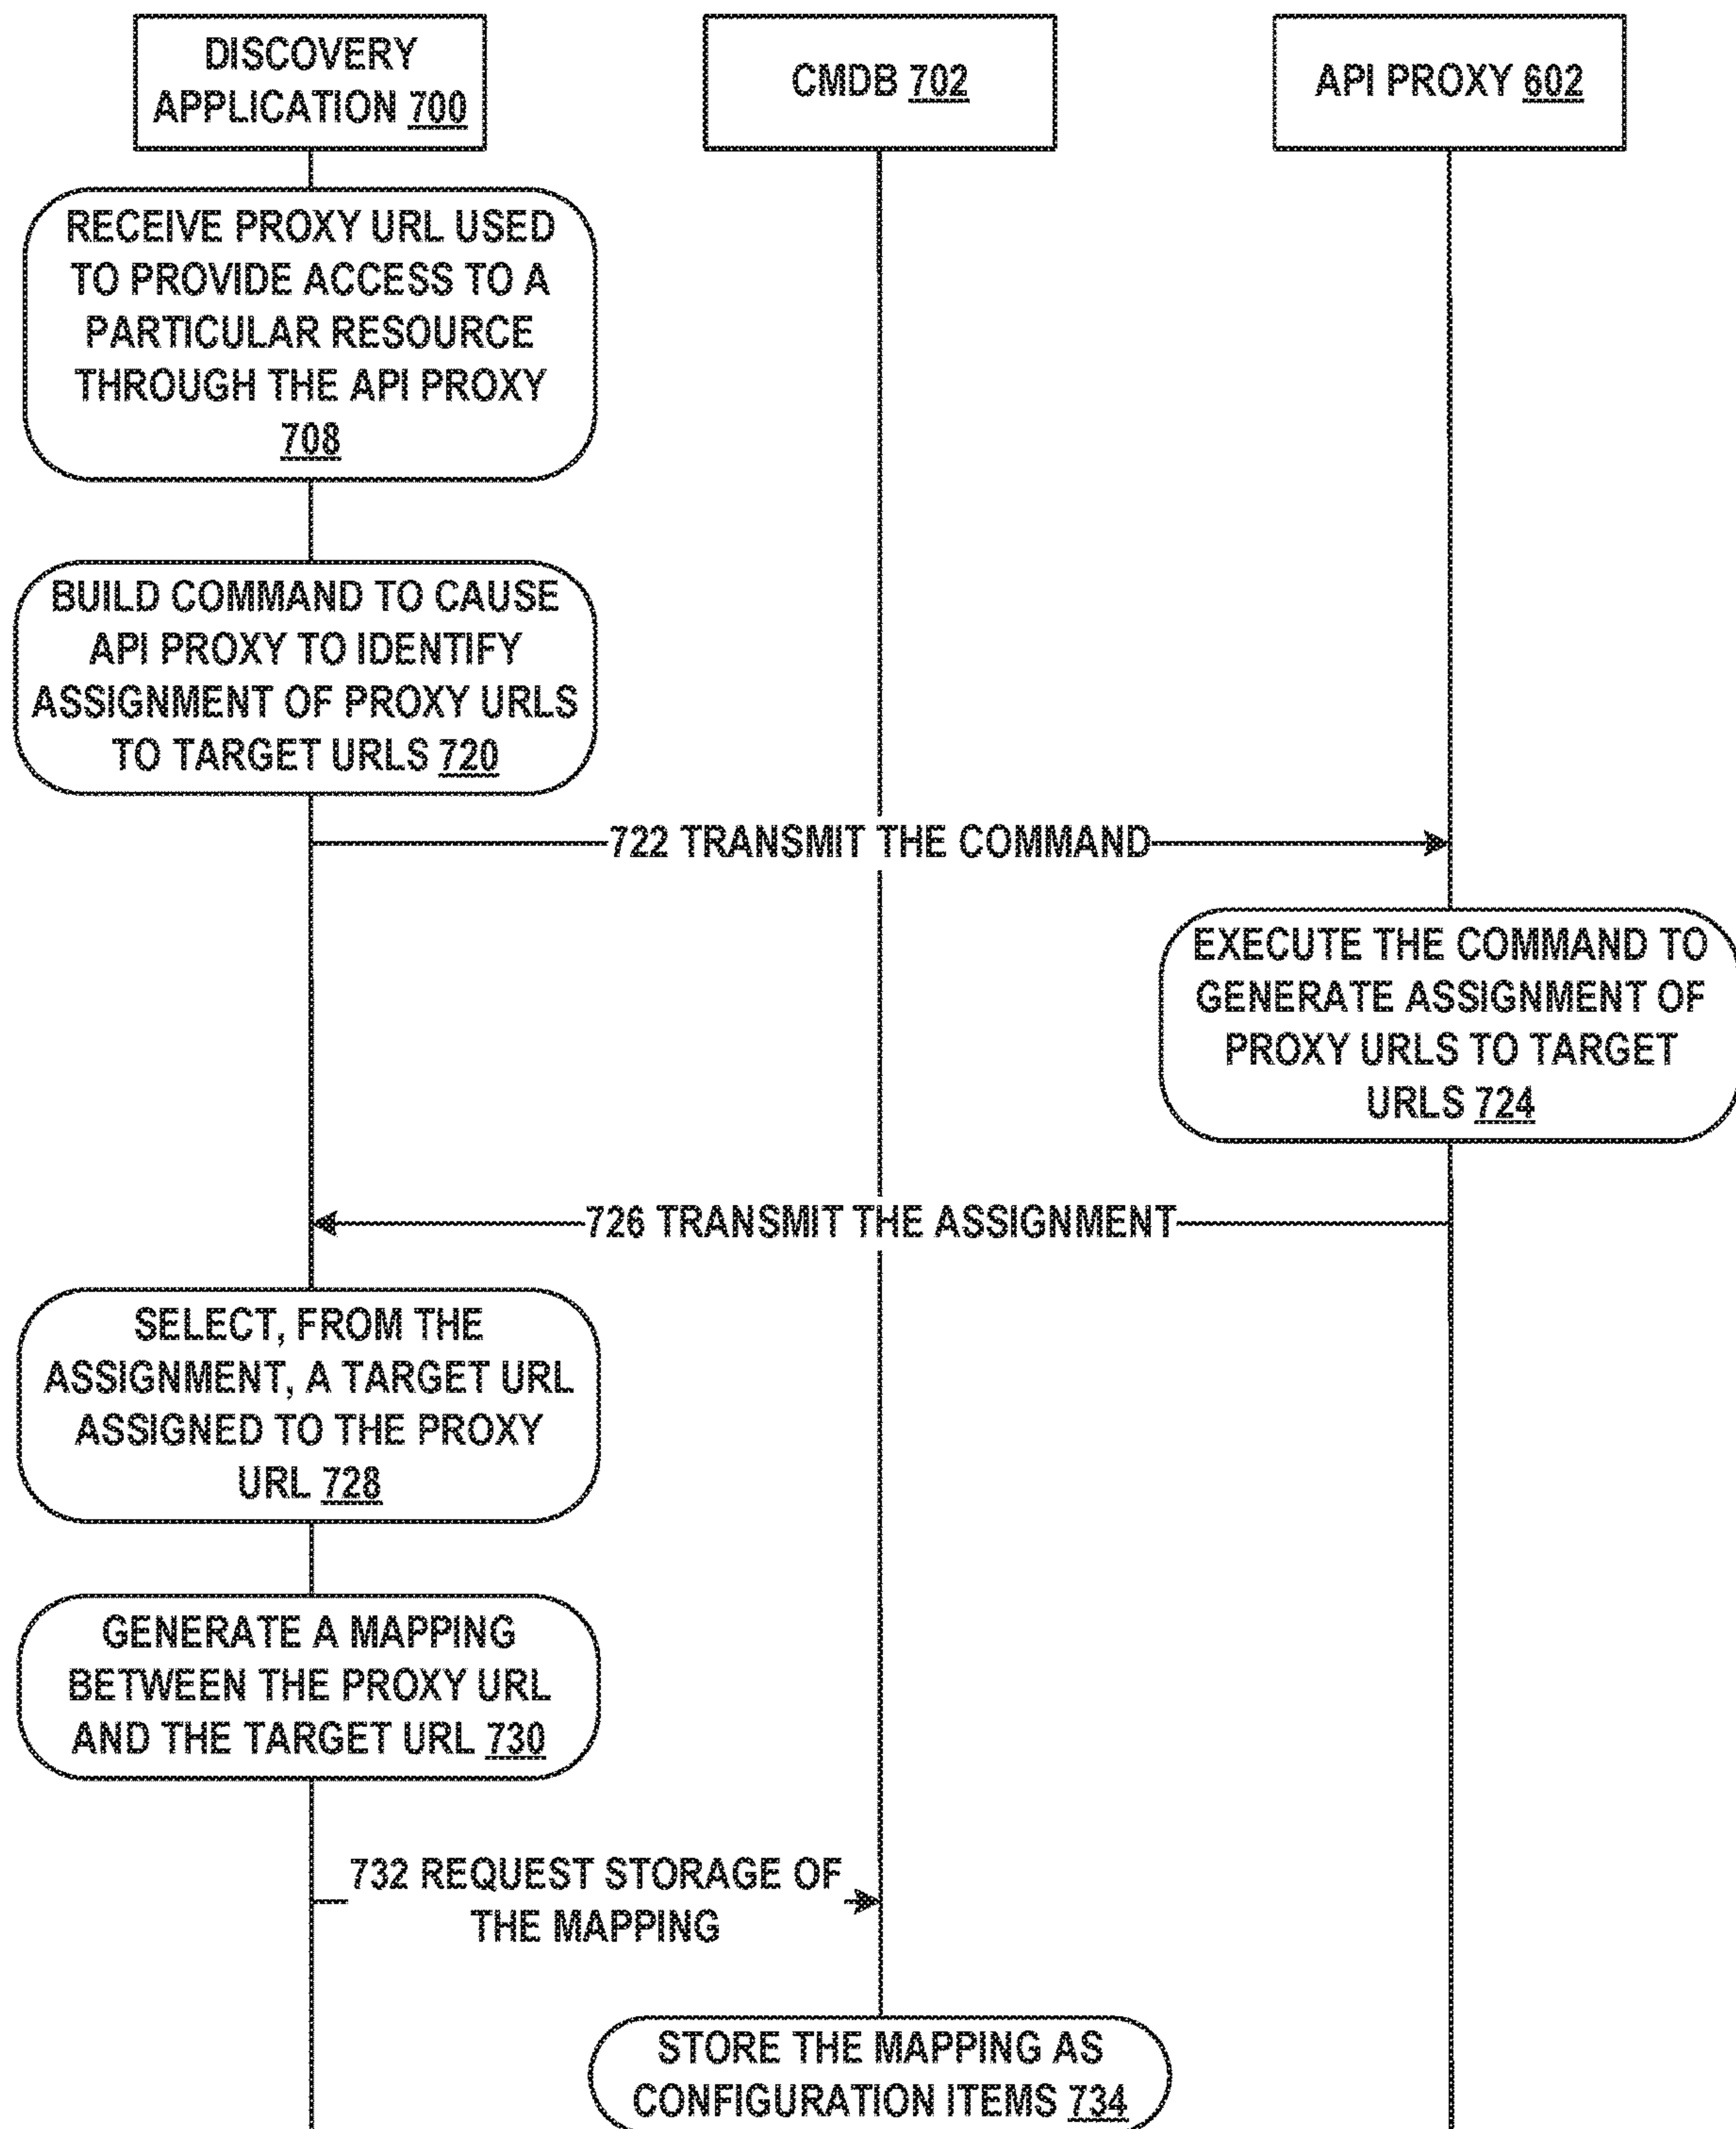 DISCOVERY
APPLICATION 700
CMDB 702
API PROXY 602
RECEIVE PROXY URL USED
TO PROVIDE ACCESS TO A
PARTICULAR RESOURCE
THROUGH THE API PROXY
708
BUILD COMMAND TO CAUSE
API PROXY TO IDENTIFY
ASSIGNMENT OF PROXY URLS
TO TARGET URLS 720
722 TRANSMIT THE COMMAND
EXECUTE THE COMMAND TO
GENERATE ASSIGNMENT OF
PROXY URLS TO TARGET
URLS 724
726 TRANSMIT THE ASSIGNMENT
SELECT, FROM THE
ASSIGNMENT, A TARGET URL
ASSIGNED TO THE PROXY
URL 728
GENERATE A MAPPING
BETWEEN THE PROXY URL
AND THE TARGET URL 730
732 REQUEST STORAGE OF
THE MAPPING
STORE THE MAPPING AS
CONFIGURATION ITEMS 734